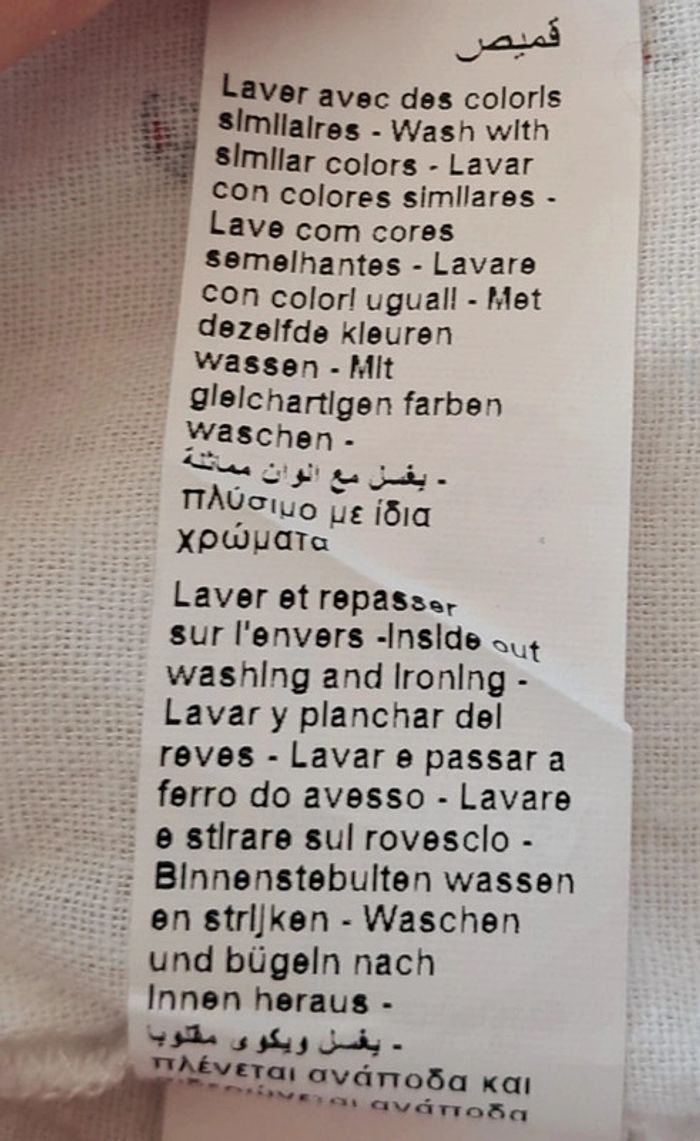 قميص
Laver avec des coloris
similaires - Wash with
similar colors - Lavar
con colores similares -
Lave com cores
semelhantes - Lavare
con colori uguali - Met
dezelfde kleuren
wassen - Mit
gleichartigen farben
waschen -
يغسل مع الوان مماثلة -
πλύσιμο με ίδια
χρώματα
Laver et repasser
sur l'envers -Inside out
washing and ironing -
Lavar y planchar del
reves - Lavar e passar a
ferro do avesso - Lavare
e stirare sul rovescio -
Binnenstebuiten wassen
en strijken - Waschen
und bügeln nach
innen heraus -
يغسل ويكوى مقلوبا -
πλένεται ανάποδα και
σιδερώνεται ανάποδα